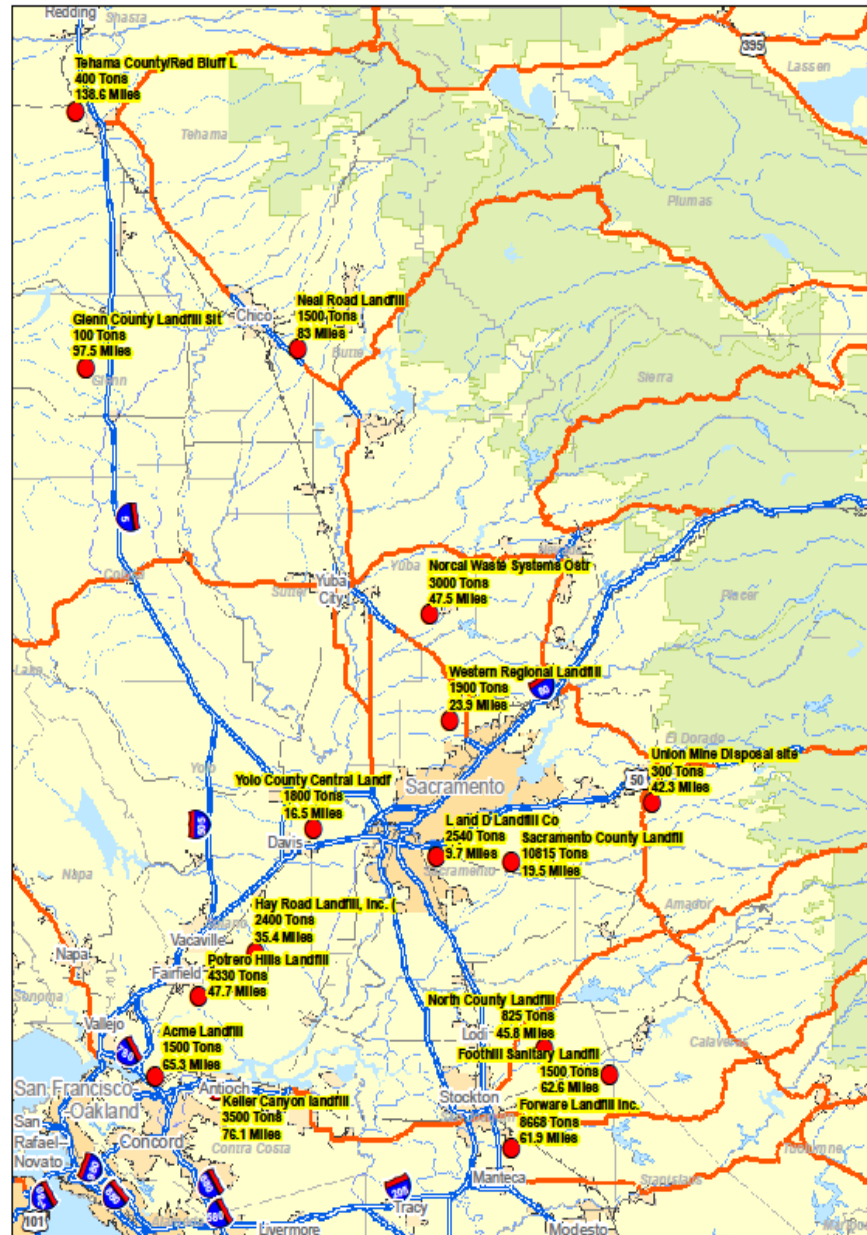 Redding
Shasta
395
Lassen
Tehama County/Red Bluff L
400 Tons
138.6 Miles
Tehama
Plumas
Neal Road Landfill
1500 Tons
83 Miles
Chico
Butte
Glenn County Landfill Sit
100 Tons
97.5 Miles
Glenn
Sierra
5
Colusa
Sutter
Yuba
City
Yuba
Nevada
Norcal Waste Systems Ostr
3000 Tons
47.5 Miles
Placer
Lake
Western Regional Landfill
1900 Tons
23.9 Miles
80
El Dorado
Union Mine Disposal site
300 Tons
42.3 Miles
50
Yolo
Yolo County Central Landf
1800 Tons
16.5 Miles
Sacramento
505
Davis
L and D Landfill Co
2540 Tons
9.7 Miles
Sacramento
Sacramento County Landfill
10815 Tons
19.5 Miles
Napa
Hay Road Landfill, Inc. (
2400 Tons
35.4 Miles
Solano
Amador
Vacaville
Napa
Fairfield
Potrero Hills Landfill
4330 Tons
47.7 Miles
Sonoma
Vallejo
North County Landfill
825 Tons
45.8 Miles
Lodi
Calaveras
Acme Landfill
1500 Tons
65.3 Miles
80
Foothill Sanitary Landfill
1500 Tons
62.6 Miles
San Francisco-
Oakland
Antioch
Keller Canyon landfill
3500 Tons
76.1 Miles
Stockton
Forware Landfill Inc.
8668 Tons
61.9 Miles
San
Rafael-
Novato
Concord
Contra Costa
Tuolumne
Manteca
Stanislaus
205
Tracy
101
580
Alameda
Livermore
Modesto
Maripo